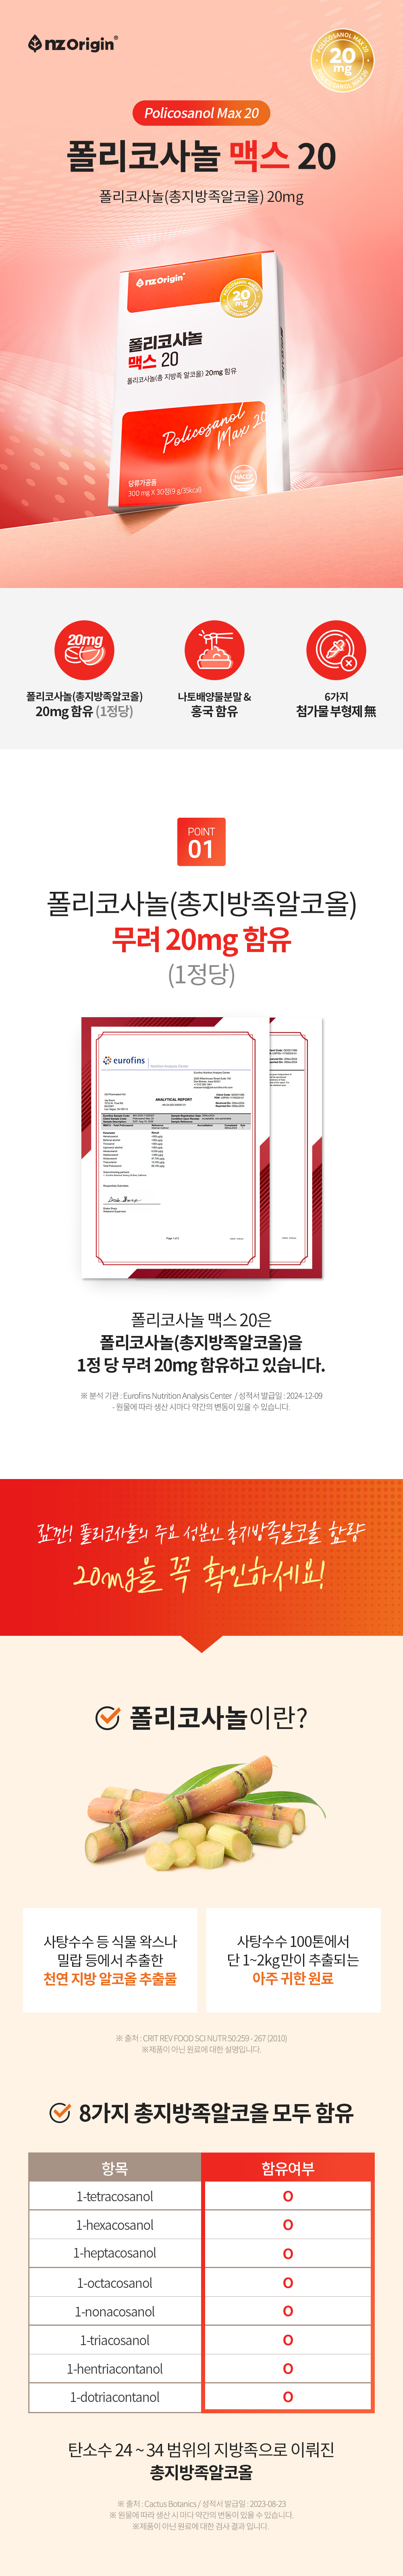 nz Origin®
POLICOSANOL MAX 20
20
mg
POLICOSANOL MAX 20
Policosanol Max 20
폴리코사놀 맥스 20
폴리코사놀(총지방족알코올) 20mg
nz Origin®
20
mg
폴리코사놀
맥스 20
폴리코사놀(총 지방족 알코올) 20mg 함유
Policosanol
Max 20
당류가공품
300 mg X 30정(9 g/35kcal)
HACCP
20mg
폴리코사놀(총지방족알코올)
20mg 함유 (1정당)
나토배양물분말 &
홍국 함유
6가지
첨가물 부형제 無
POINT
01
폴리코사놀(총지방족알코올)
무려 20mg 함유
(1정당)
eurofins
Nutrition Analysis Center
ANALYTICAL REPORT
폴리코사놀 맥스 20은
폴리코사놀(총지방족알코올)을
1정 당 무려 20mg 함유하고 있습니다.
※ 분석 기관 : Eurofins Nutrition Analysis Center / 성적서 발급일 : 2024-12-09
- 원물에 따라 생산 시마다 약간의 변동이 있을 수 있습니다.
잠깐! 폴리코사놀의 주요 성분인 총지방족알코올 함량
20mg을 꼭 확인하세요!
폴리코사놀이란?
사탕수수 등 식물 왁스나
밀랍 등에서 추출한
천연 지방 알코올 추출물
사탕수수 100톤에서
단 1~2kg만이 추출되는
아주 귀한 원료
※ 출처 : CRIT REV FOOD SCI NUTR 50:259 - 267 (2010)
※제품이 아닌 원료에 대한 설명입니다.
8가지 총지방족알코올 모두 함유
항목 함유여부
1-tetracosanol O
1-hexacosanol O
1-heptacosanol O
1-octacosanol O
1-nonacosanol O
1-triacosanol O
1-hentriacontanol O
1-dotriacontanol O
탄소수 24 ~ 34 범위의 지방족으로 이뤄진
총지방족알코올
※ 출처 : Cactus Botanics / 성적서 발급일 : 2023-08-23
※ 원물에 따라 생산 시 마다 약간의 변동이 있을 수 있습니다.
※제품이 아닌 원료에 대한 검사 결과 입니다.